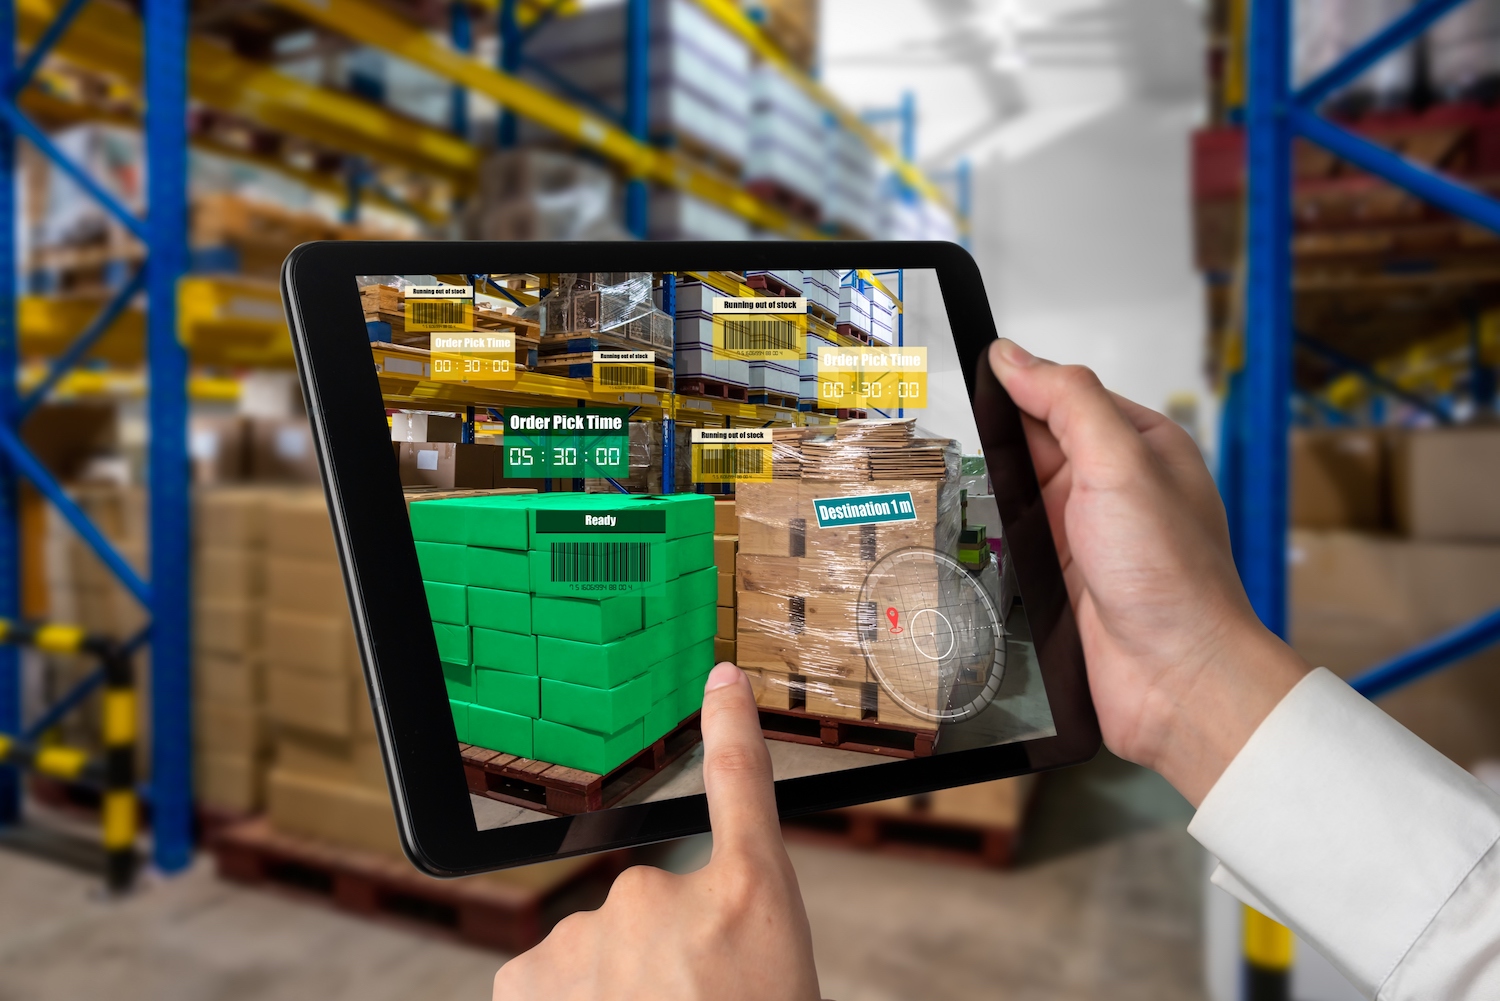 Running out of stock
Order Pick Time
00 : 30 : 00
Running out of stock
Running out of stock
Order Pick Time
00 : 30 : 00
Order Pick Time
05 : 30 : 00
Running out of stock
Destination 1 m
Ready